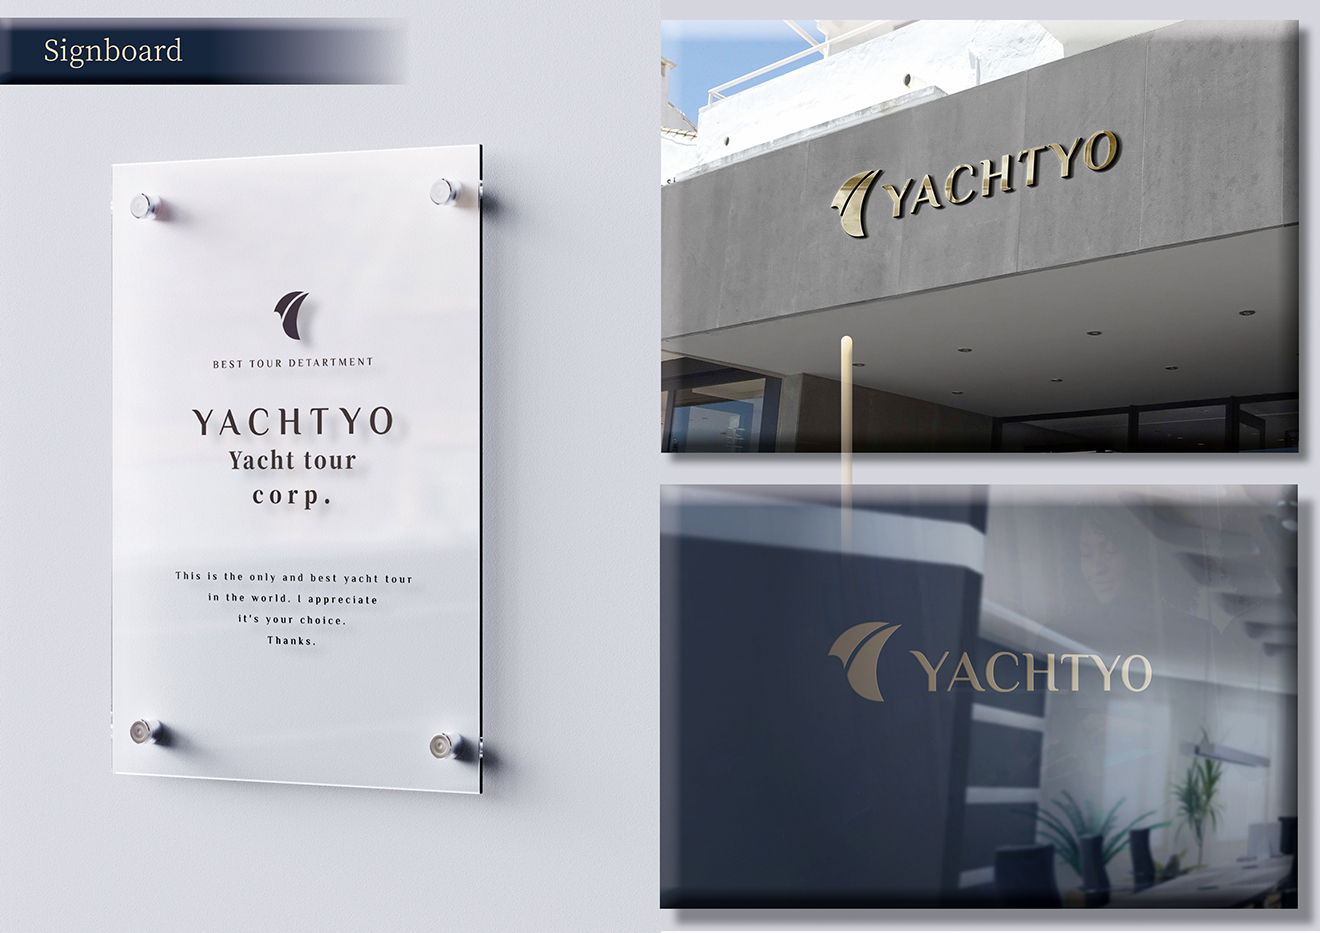 Signboard
BEST TOUR DETARTMENT
YACHTYO
Yacht tour
corp.
This is the only and best yacht tour
in the world. l appreciate
it's your choice.
Thanks.
YACHTYO
YACHTYO